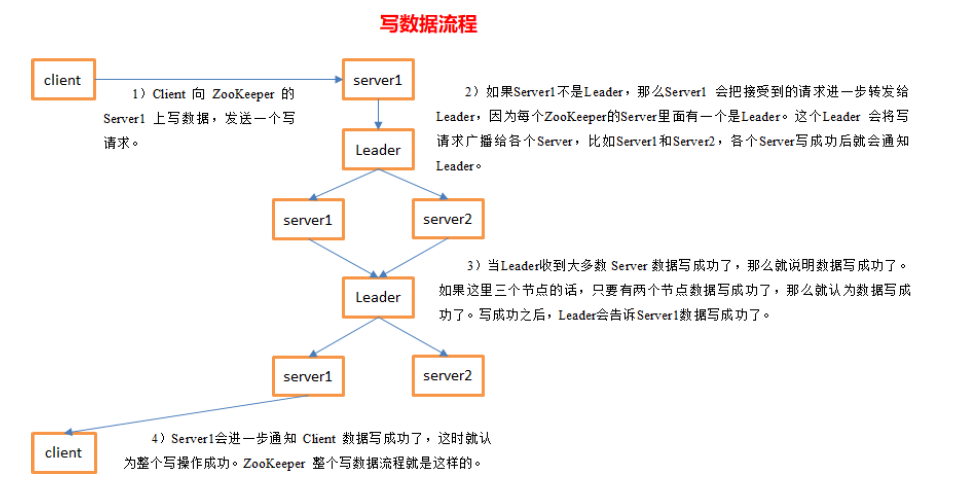 写数据流程
client
server1
1）Client 向 ZooKeeper 的
Server1 上写数据，发送一个写
请求。
2）如果Server1不是Leader，那么Server1 会把接受到的请求进一步转发给
Leader，因为每个ZooKeeper的Server里面有一个是Leader。这个Leader 会将写
请求广播给各个Server，比如Server1和Server2，各个Server写成功后就会通知
Leader。
Leader
server1
server2
3）当Leader收到大多数 Server 数据写成功了，那么就说明数据写成功了。
如果这里三个节点的话，只要有两个节点数据写成功了，那么就认为数据写成
功了。写成功之后，Leader会告诉Server1数据写成功了。
Leader
server1
server2
4）Server1会进一步通知 Client 数据写成功了，这时就认
为整个写操作成功。ZooKeeper 整个写数据流程就是这样的。
client